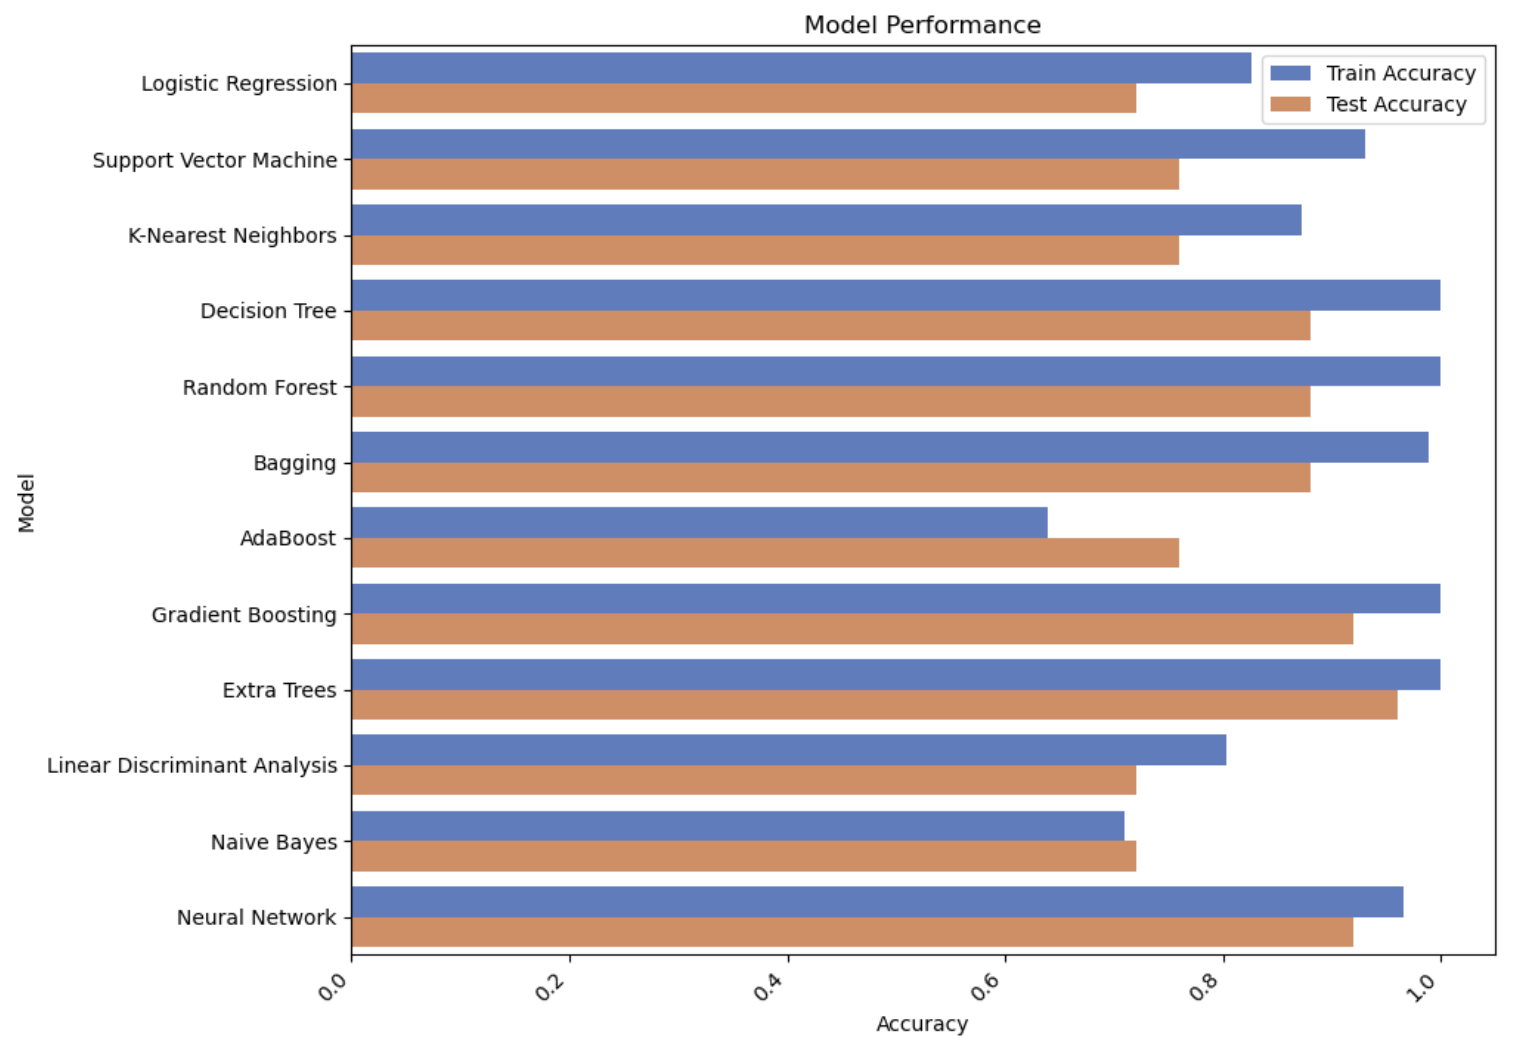 Model Performance
Train Accuracy
Test Accuracy
Logistic Regression
Support Vector Machine
K-Nearest Neighbors
Decision Tree
Random Forest
Bagging
AdaBoost
Gradient Boosting
Extra Trees
Linear Discriminant Analysis
Naive Bayes
Neural Network
Model
0.0 0.2 0.4 0.6 0.8 1.0
Accuracy